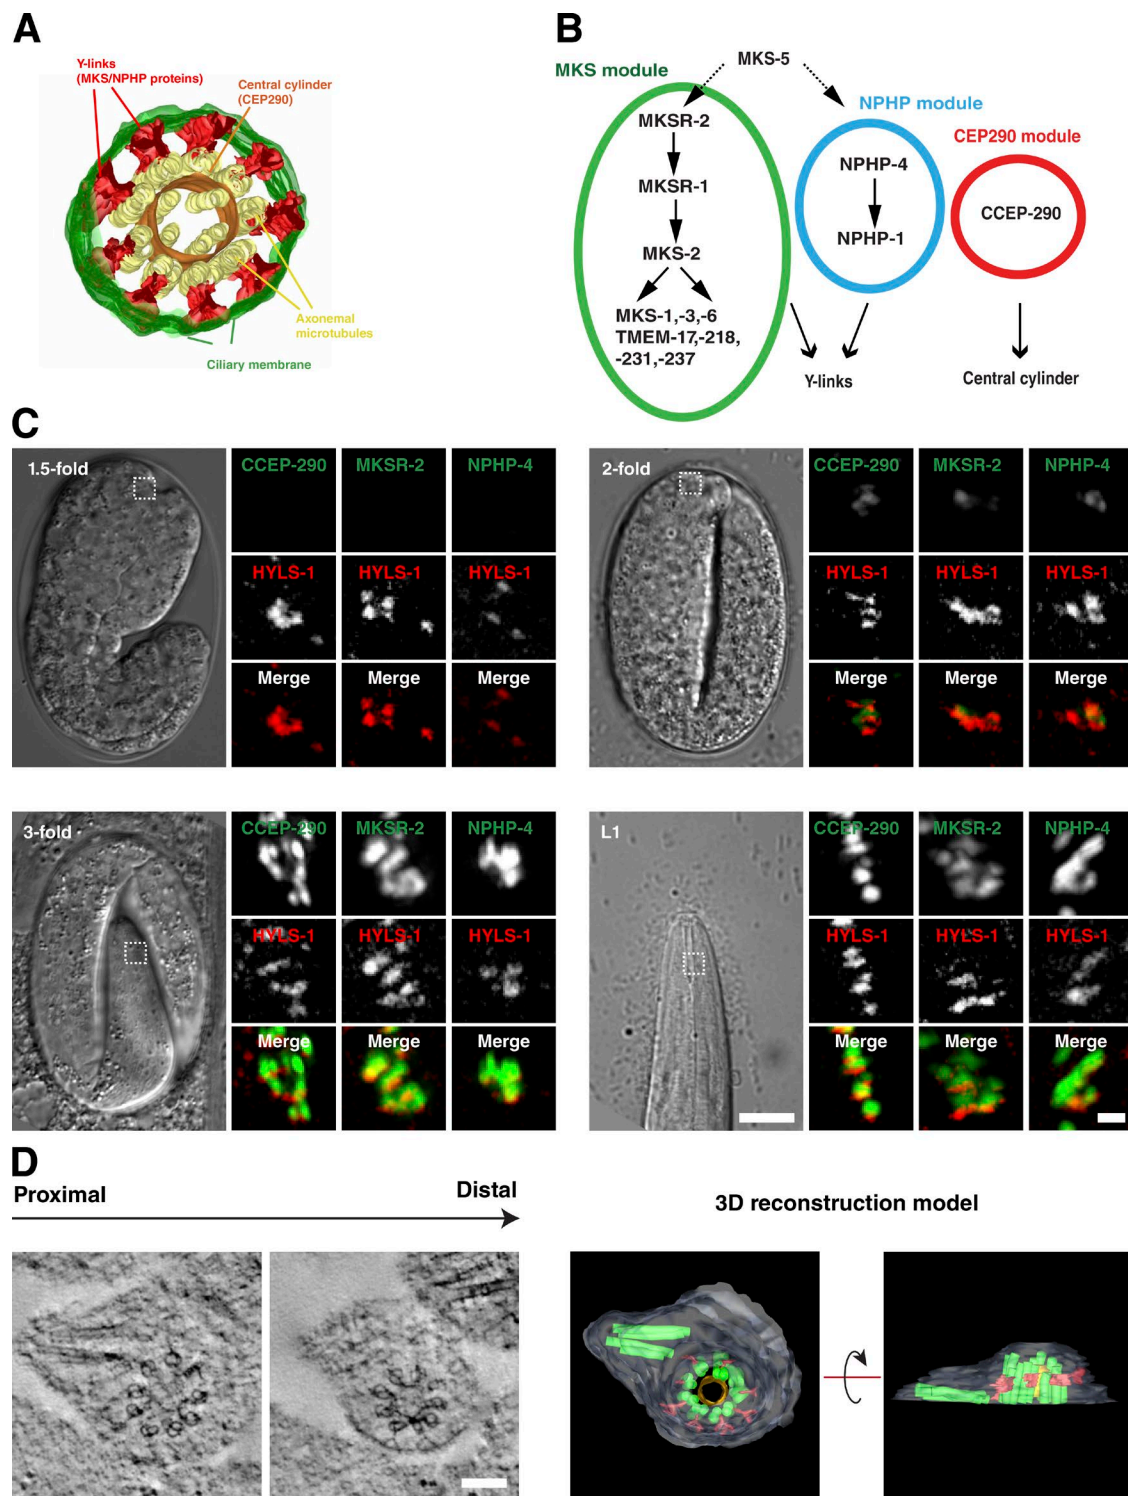 A
Y-links
(MKS/NPHP proteins)
Central cylinder
(CEP290)
Axonemal
microtubules
Ciliary membrane
B
MKS module
MKS-5
NPHP module
CEP290 module
MKSR-2
MKSR-1
MKS-2
MKS-1,-3,-6
TMEM-17,-218,
-231,-237
NPHP-4
NPHP-1
CCEP-290
Y-links
Central cylinder
C
1.5-fold
CCEP-290
MKSR-2
NPHP-4
HYLS-1
HYLS-1
HYLS-1
Merge
Merge
Merge
2-fold
CCEP-290
MKSR-2
NPHP-4
HYLS-1
HYLS-1
HYLS-1
Merge
Merge
Merge
3-fold
CCEP-290
MKSR-2
NPHP-4
HYLS-1
HYLS-1
HYLS-1
Merge
Merge
Merge
L1
CCEP-290
MKSR-2
NPHP-4
HYLS-1
HYLS-1
HYLS-1
Merge
Merge
Merge
D
Proximal
Distal
3D reconstruction model